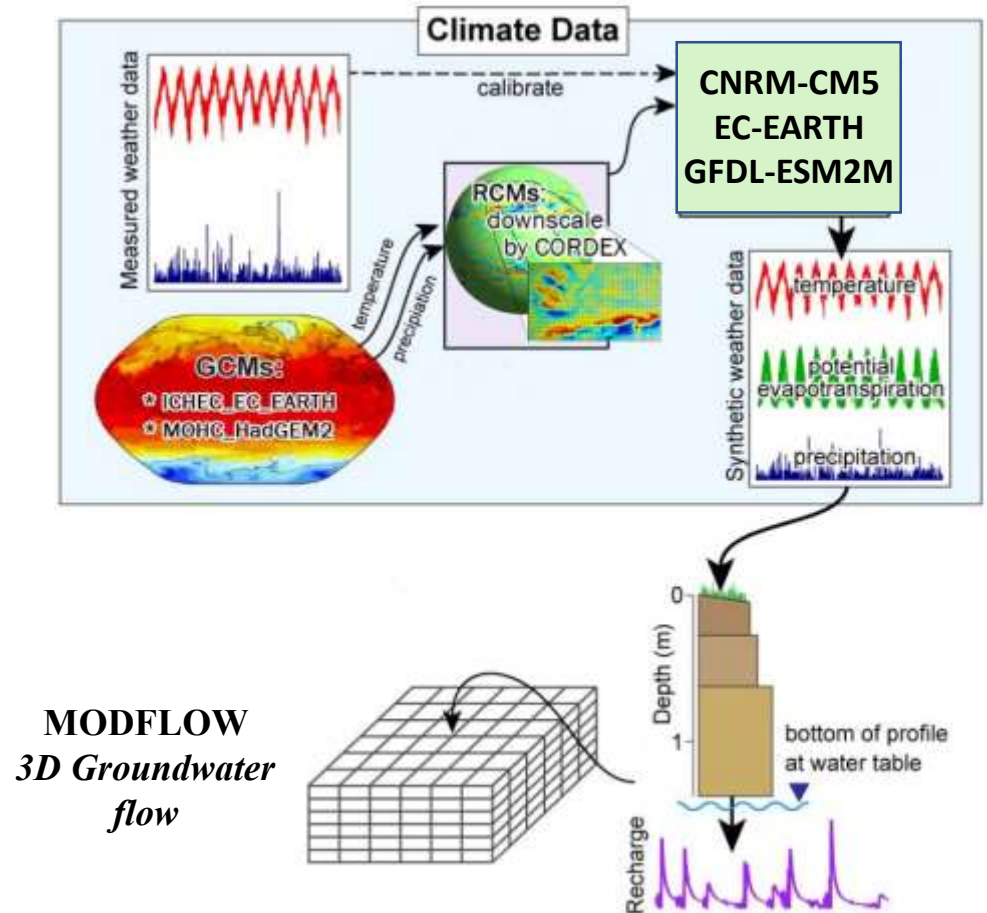 Climate Data
Measured weather data
calibrate
CNRM-CM5
EC-EARTH
GFDL-ESM2M
RCMs:
downscale
by CORDEX
temperature
precipiation
GCMs:
* ICHEC_EC_EARTH
* MOHC_HadGEM2
Synthetic weather data
temperature
potential
evapotranspiration
precipitation
0
Depth (m)
1
bottom of profile
at water table
MODFLOW
3D Groundwater
flow
Recharge